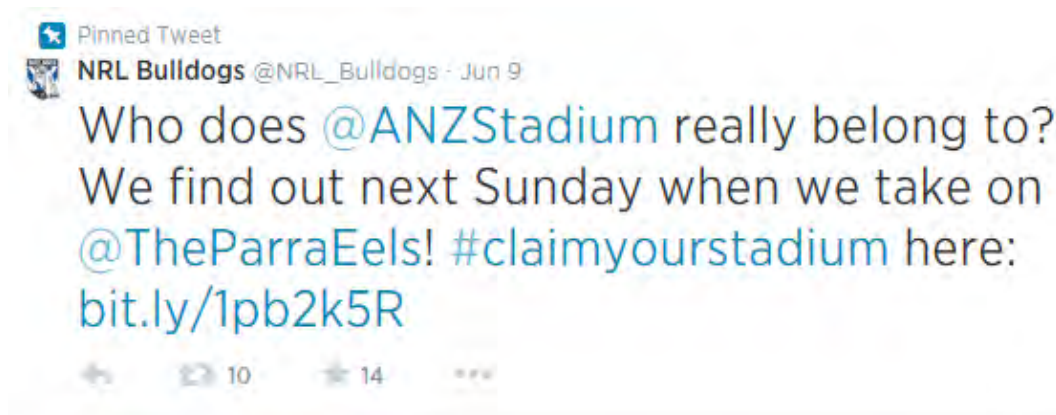 Pinned Tweet
NRL Bulldogs @NRL_Bulldogs · Jun 9
Who does @ANZStadium really belong to?
We find out next Sunday when we take on
@TheParraEels! #claimyourstadium here:
bit.ly/1pb2k5R
10 14